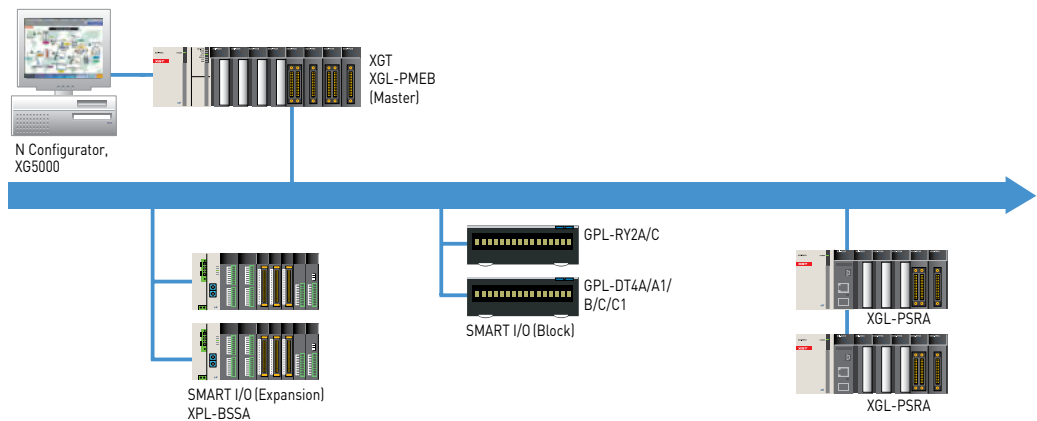 XGT
XGL-PMEB
(Master)
N Configurator,
XG5000
GPL-RY2A/C
GPL-DT4A/A1/
B/C/C1
SMART I/O (Block)
SMART I/O (Expansion)
XPL-BSSA
XGL-PSRA
XGL-PSRA